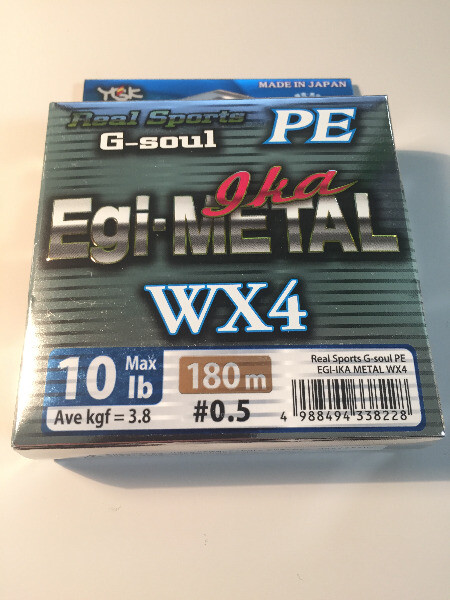 YGK
MADE IN JAPAN
Real Sports
G-soul
PE
Ika
Egi-METAL
WX4
10 Max lb
Ave kgf = 3.8
180 m
#0.5
Real Sports G-soul PE
EGI-IKA METAL WX4
4 988494 338228